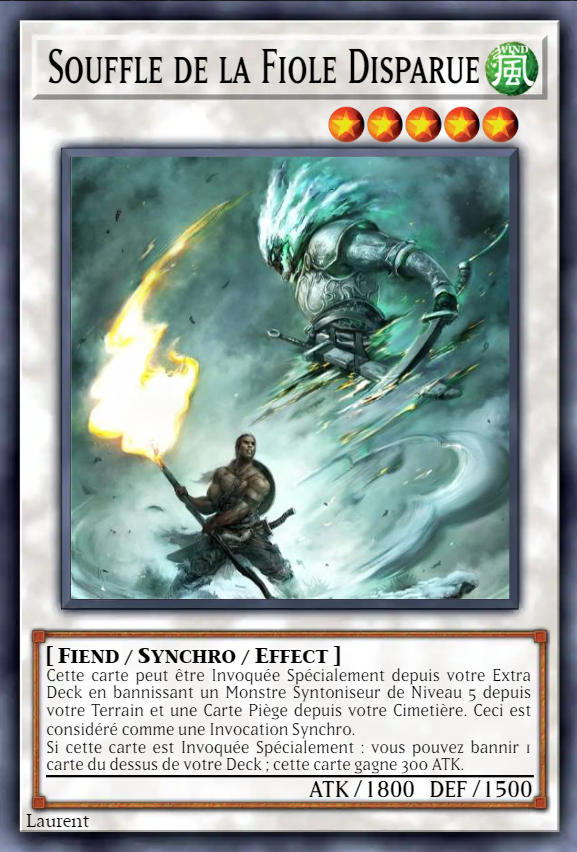 Souffle de la Fiole Disparue
WIND
風
[ Fiend / Synchro / Effect ]
Cette carte peut être Invoquée Spécialement depuis votre Extra
Deck en bannissant un Monstre Syntoniseur de Niveau 5 depuis
votre Terrain et une Carte Piège depuis votre Cimetière. Ceci est
considéré comme une Invocation Synchro.
Si cette carte est Invoquée Spécialement : vous pouvez bannir 1
carte du dessus de votre Deck ; cette carte gagne 300 ATK.
ATK / 1800 DEF / 1500
Laurent